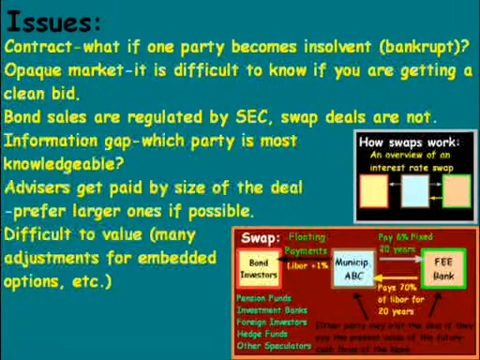 Issues:
Contract-what if one party becomes insolvent (bankrupt)?
Opaque market-it is difficult to know if you are getting a
clean bid.
Bond sales are regulated by SEC, swap deals are not.
Information gap-which party is most
knowledgeable?
Advisers get paid by size of the deal
-prefer larger ones if possible.
Difficult to value (many
adjustments for embedded
options, etc.)
How swaps work:
An overview of an
interest rate swap
Swap:
Floating
Payments
Libor +1%
Pay 6% Fixed
20 years
Bond
Investors
Municip.
ABC
FEE
Bank
Pays 70%
of libor for
20 years
Pension Funds
Investment Banks
Foreign Investors
Hedge Funds
Other Speculators
Either party may exit the deal if they
pay the present value of the future
cash flows of the